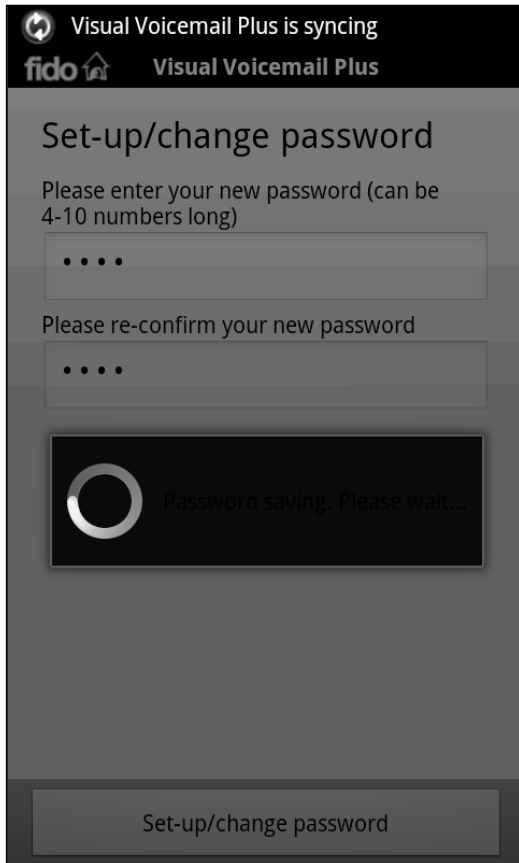 Visual Voicemail Plus is syncing
fido Visual Voicemail Plus
Set-up/change password
Please enter your new password (can be
4-10 numbers long)
••••
Please re-confirm your new password
••••
Password saving. Please wait...
Set-up/change password